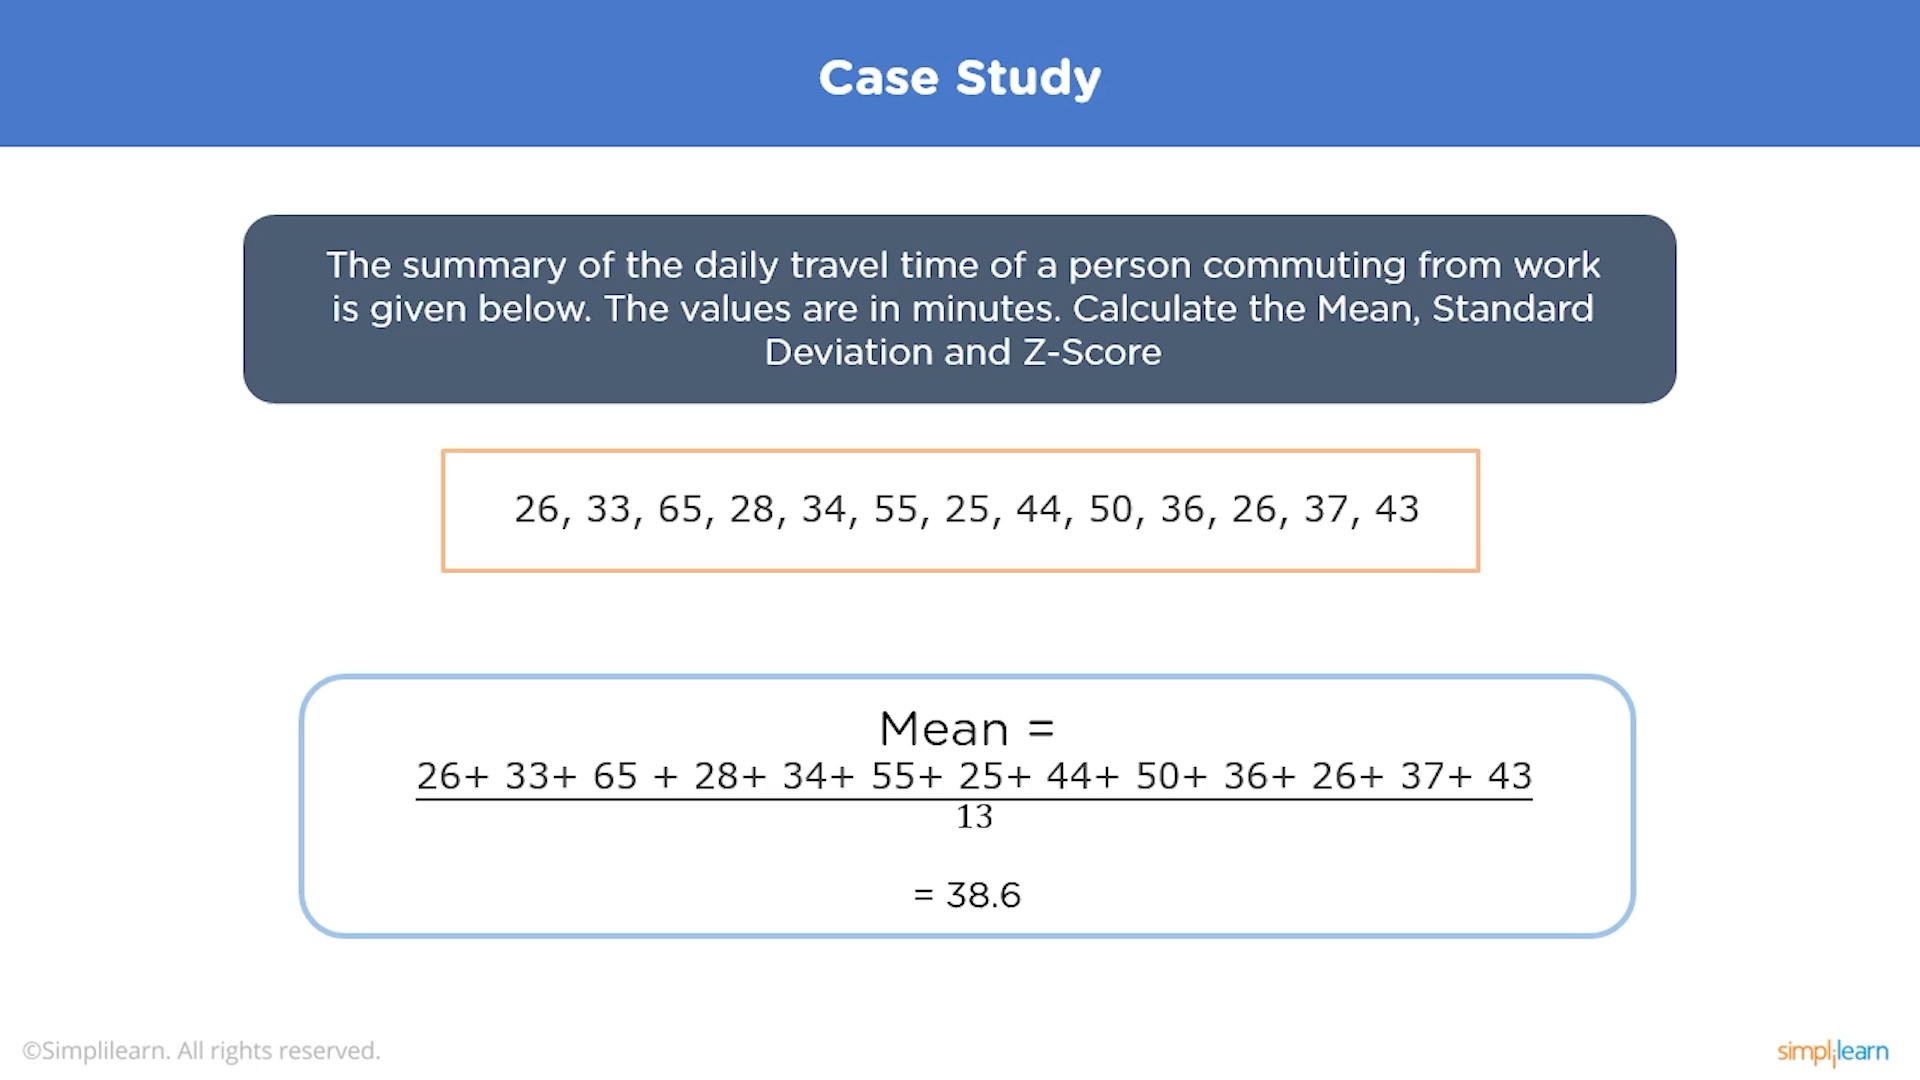 Case Study
The summary of the daily travel time of a person commuting from work
is given below. The values are in minutes. Calculate the Mean, Standard
Deviation and Z-Score
26, 33, 65, 28, 34, 55, 25, 44, 50, 36, 26, 37, 43
Mean =
26+ 33+ 65 + 28+ 34+ 55+ 25+ 44+ 50+ 36+ 26+ 37+ 43
13
= 38.6
©Simplilearn. All rights reserved.
simplilearn